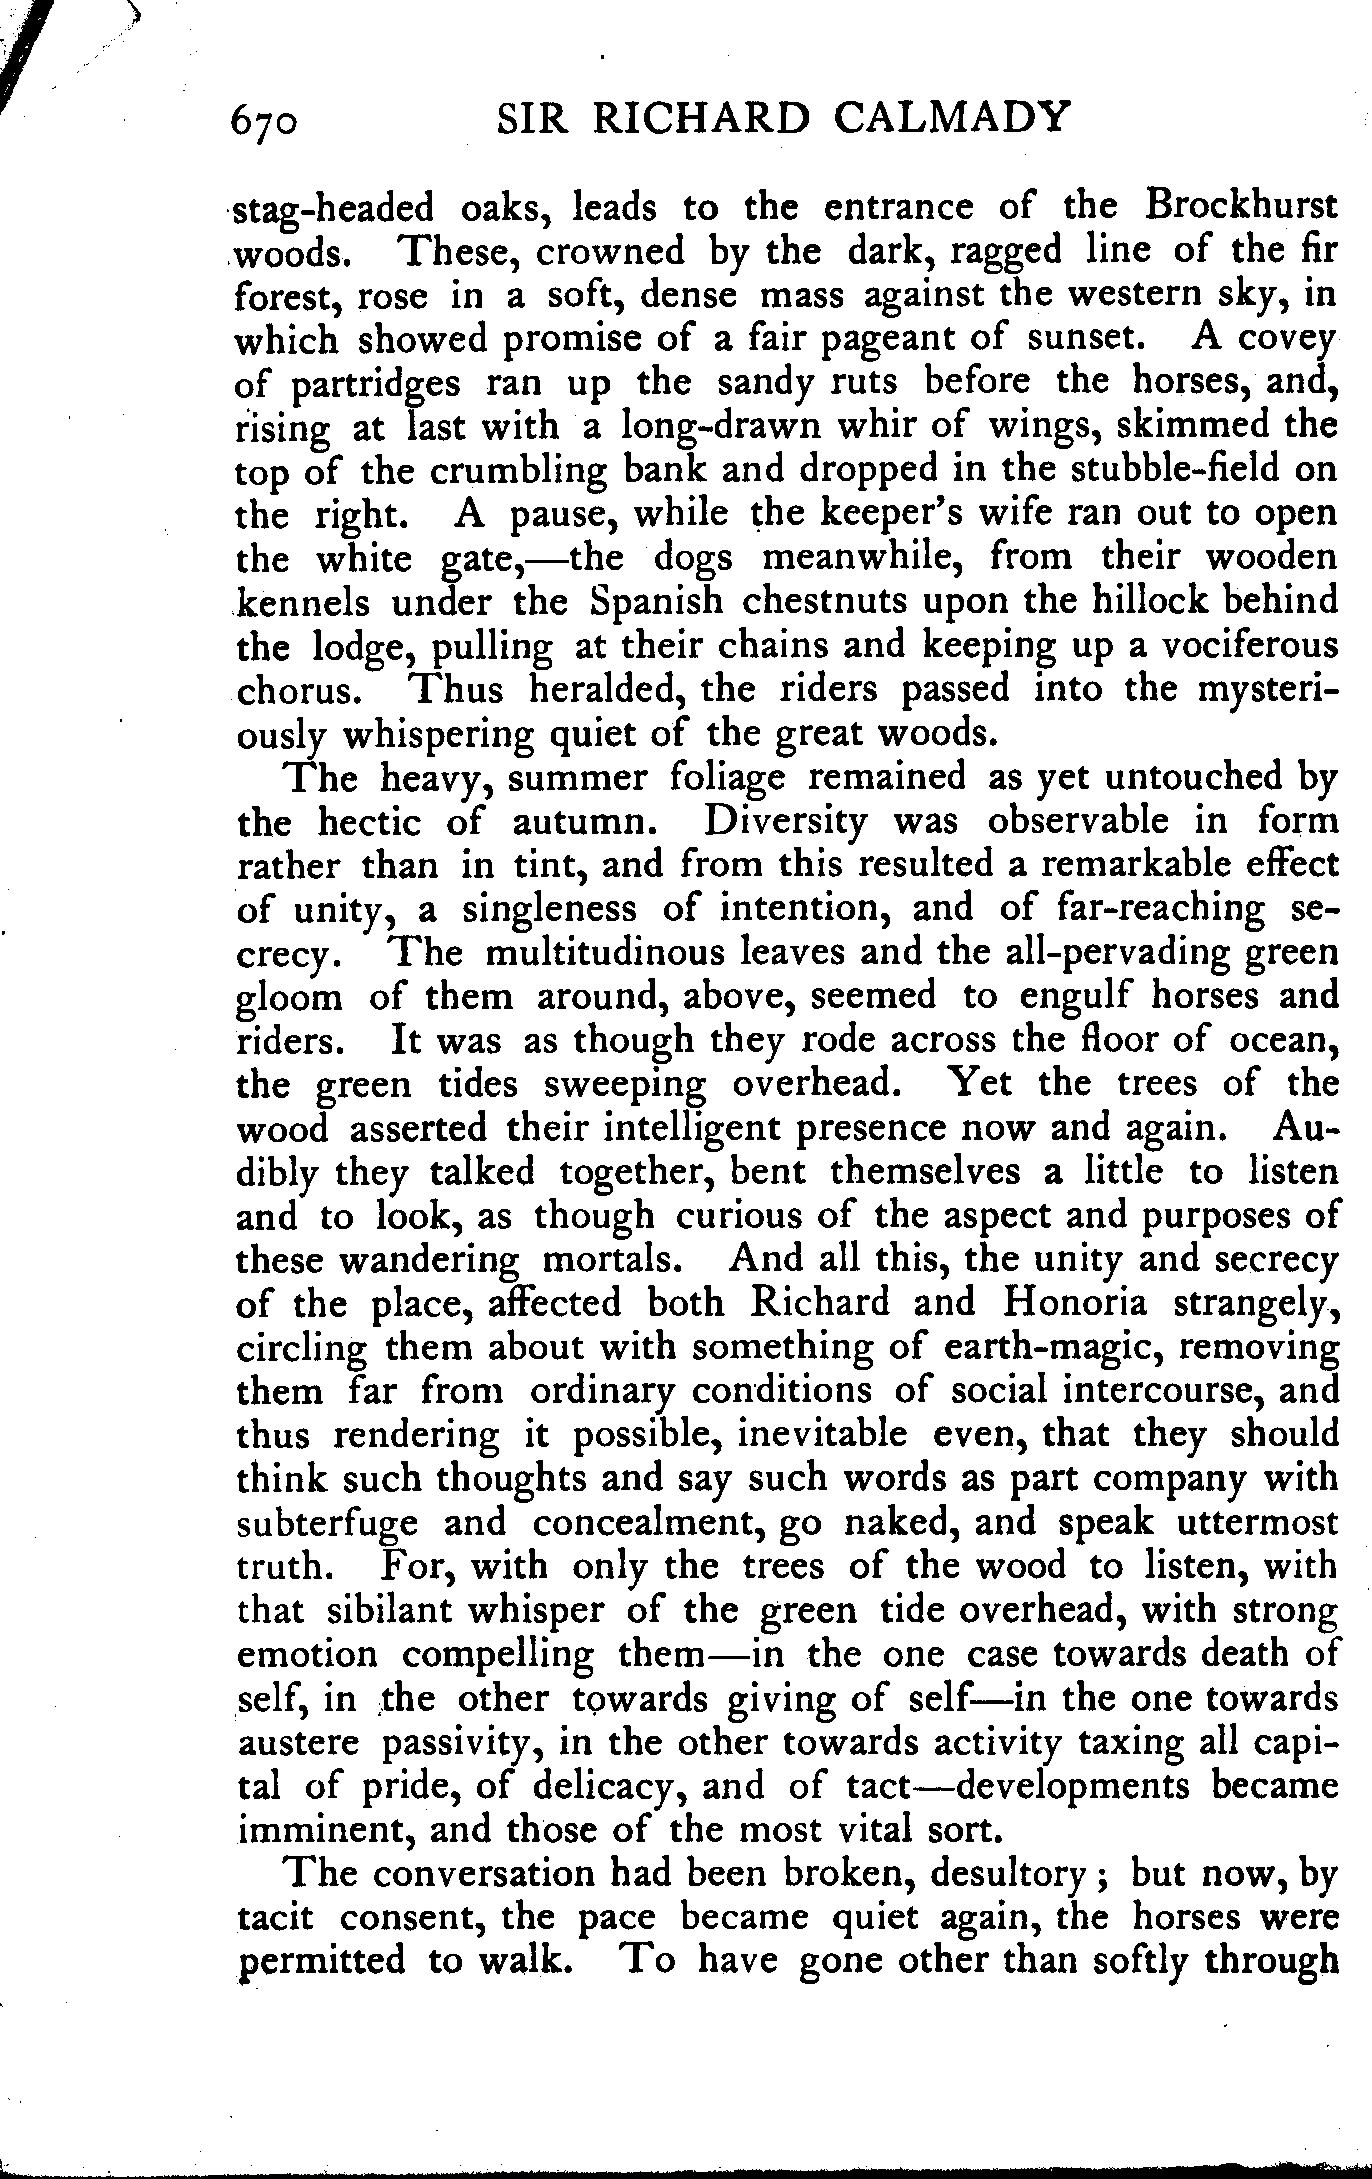 670 SIR RICHARD CALMADY
stag-headed oaks, leads to the entrance of the Brockhurst
woods. These, crowned by the dark, ragged line of the fir
forest, rose in a soft, dense mass against the western sky, in
which showed promise of a fair pageant of sunset. A covey
of partridges ran up the sandy ruts before the horses, and,
rising at last with a long-drawn whir of wings, skimmed the
top of the crumbling bank and dropped in the stubble-field on
the right. A pause, while the keeper's wife ran out to open
the white gate,—the dogs meanwhile, from their wooden
kennels under the Spanish chestnuts upon the hillock behind
the lodge, pulling at their chains and keeping up a vociferous
chorus. Thus heralded, the riders passed into the mysteri-
ously whispering quiet of the great woods.
The heavy, summer foliage remained as yet untouched by
the hectic of autumn. Diversity was observable in form
rather than in tint, and from this resulted a remarkable effect
of unity, a singleness of intention, and of far-reaching se-
crecy. The multitudinous leaves and the all-pervading green
gloom of them around, above, seemed to engulf horses and
riders. It was as though they rode across the floor of ocean,
the green tides sweeping overhead. Yet the trees of the
wood asserted their intelligent presence now and again. Au-
dibly they talked together, bent themselves a little to listen
and to look, as though curious of the aspect and purposes of
these wandering mortals. And all this, the unity and secrecy
of the place, affected both Richard and Honoria strangely,
circling them about with something of earth-magic, removing
them far from ordinary conditions of social intercourse, and
thus rendering it possible, inevitable even, that they should
think such thoughts and say such words as part company with
subterfuge and concealment, go naked, and speak uttermost
truth. For, with only the trees of the wood to listen, with
that sibilant whisper of the green tide overhead, with strong
emotion compelling them—in the one case towards death of
self, in the other towards giving of self—in the one towards
austere passivity, in the other towards activity taxing all capi-
tal of pride, of delicacy, and of tact—developments became
imminent, and those of the most vital sort.
The conversation had been broken, desultory; but now, by
tacit consent, the pace became quiet again, the horses were
permitted to walk. To have gone other than softly through